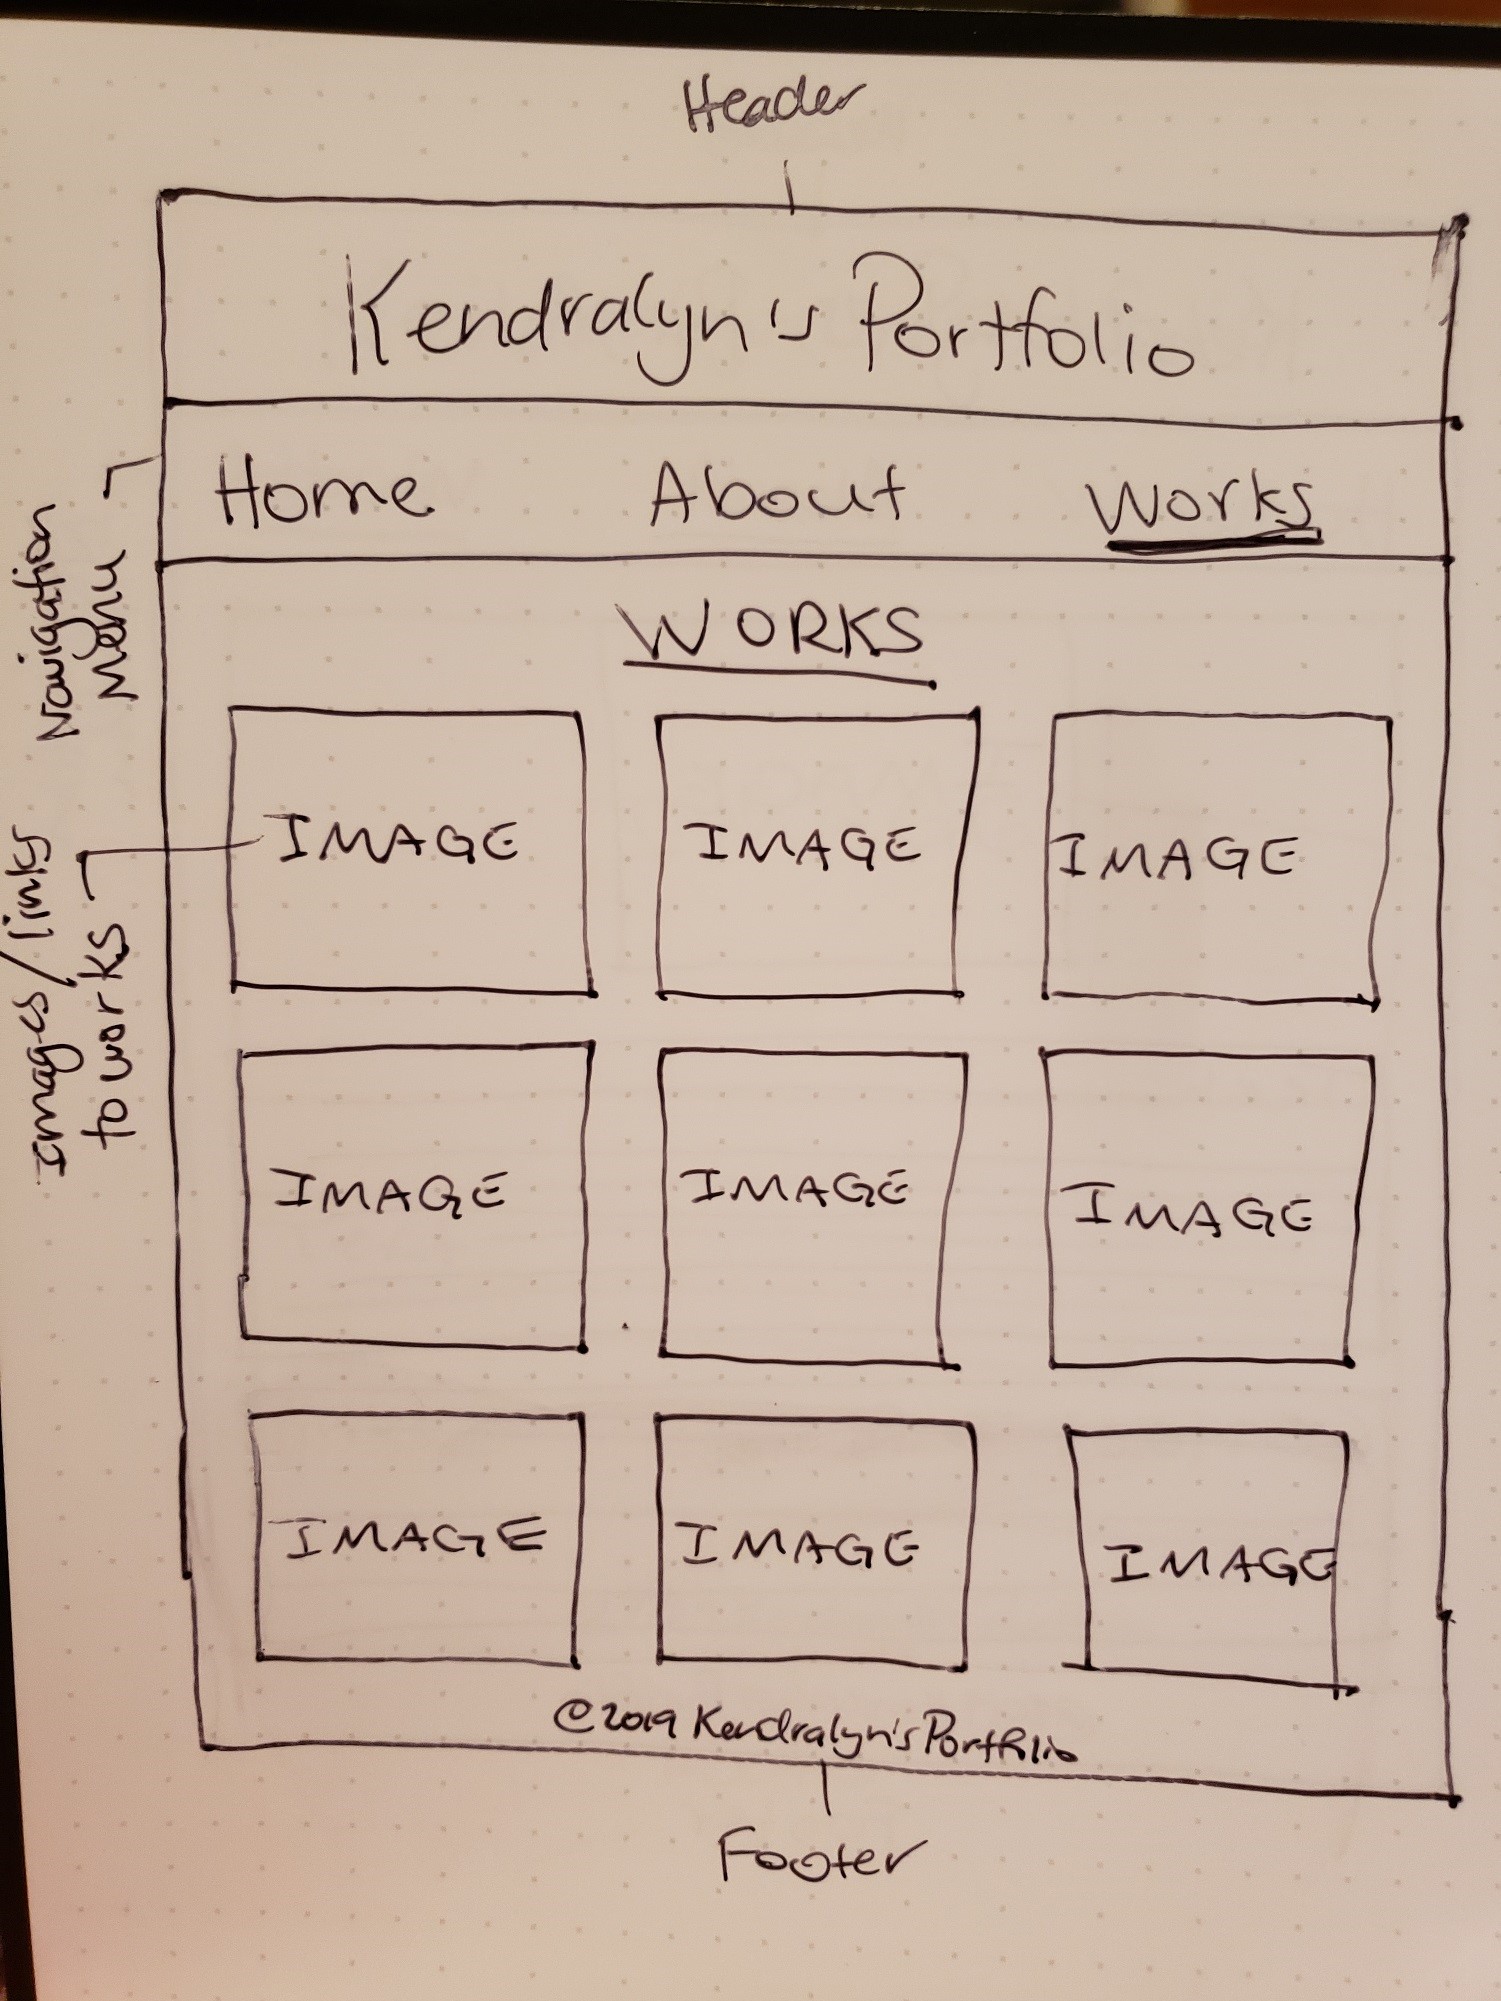 Header
Kendralyn's Portfolio
Home About Works
Navigation
Menu
WORKS
IMAGE IMAGE IMAGE
Images/links
to works
IMAGE IMAGE IMAGE
IMAGE IMAGE IMAGE
©2019 Kendralyn's Portfolio
Footer